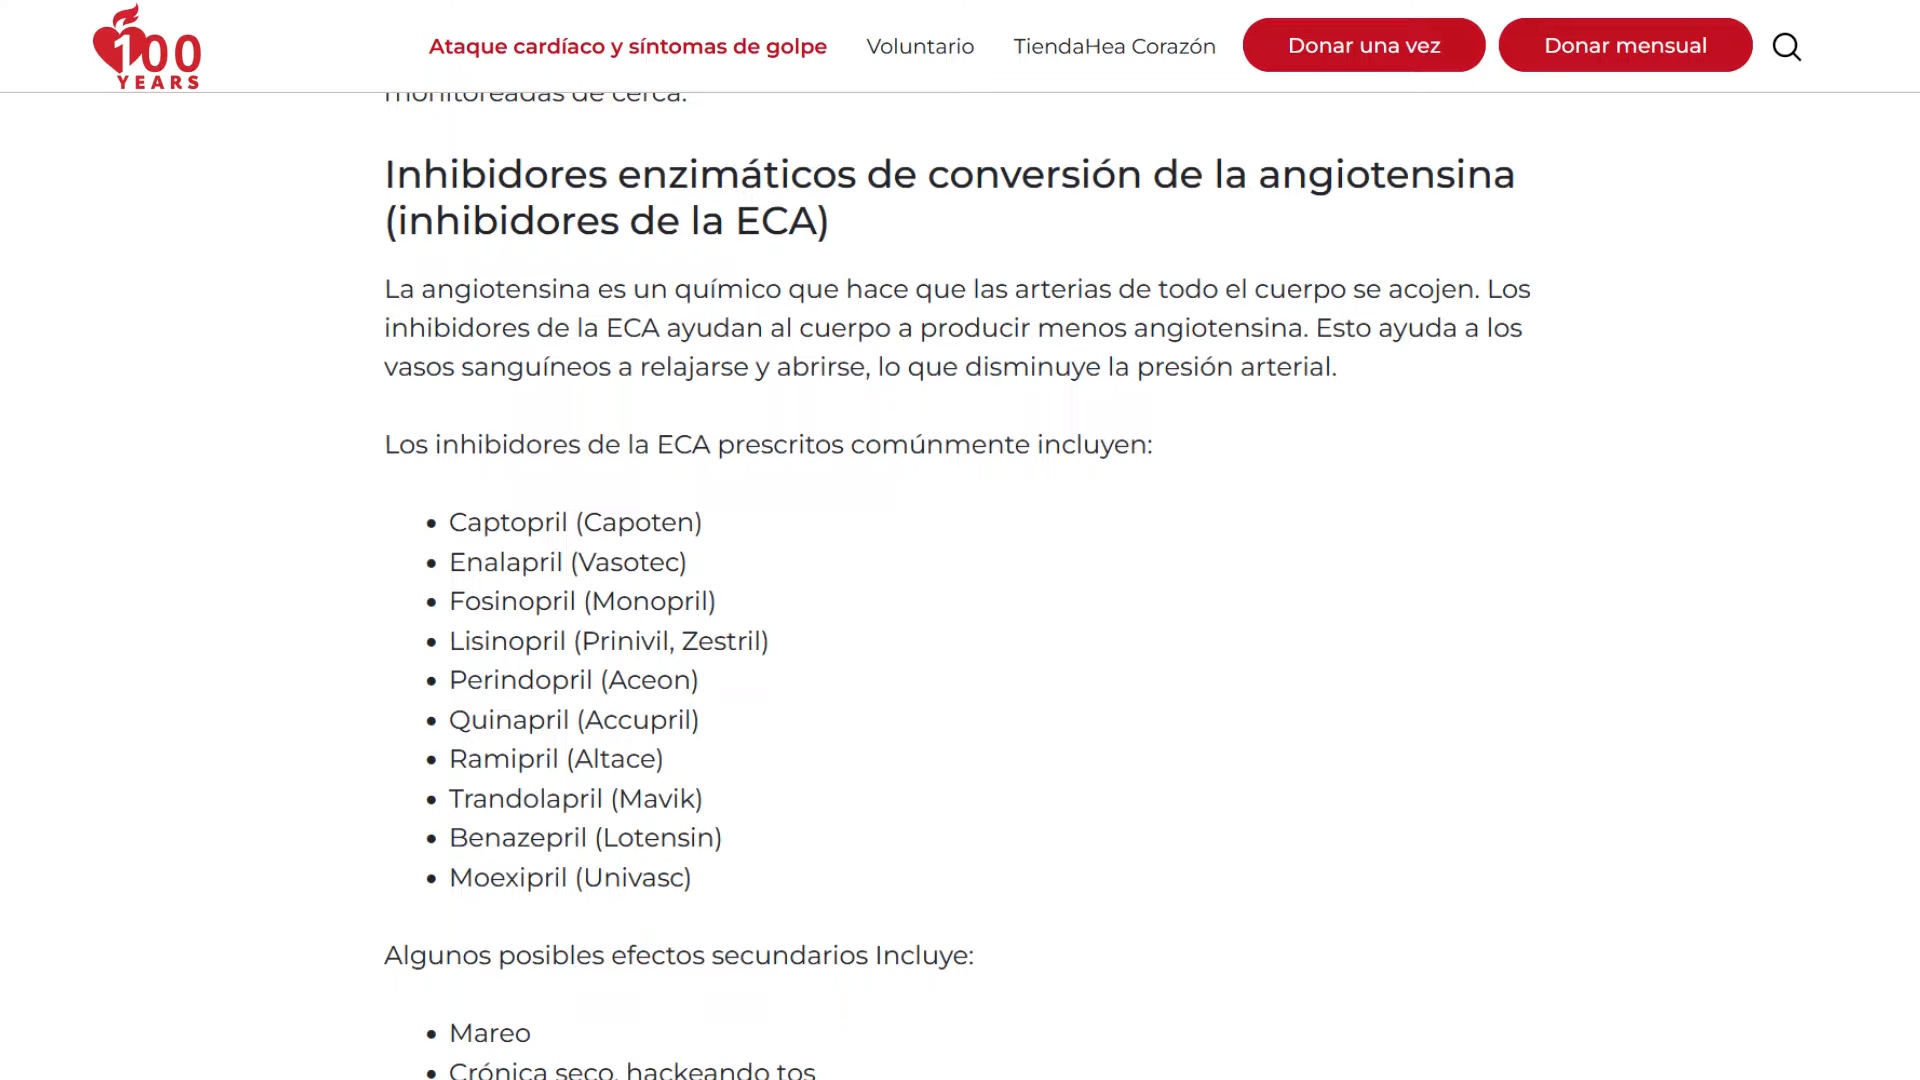 100
YEARS
Ataque cardíaco y síntomas de golpe
Voluntario
TiendaHea Corazón
Donar una vez
Donar mensual
monitoreadas de cerca.
Inhibidores enzimáticos de conversión de la angiotensina
(inhibidores de la ECA)
La angiotensina es un químico que hace que las arterias de todo el cuerpo se acojen. Los
inhibidores de la ECA ayudan al cuerpo a producir menos angiotensina. Esto ayuda a los
vasos sanguíneos a relajarse y abrirse, lo que disminuye la presión arterial.
Los inhibidores de la ECA prescritos comúnmente incluyen:
• Captopril (Capoten)
• Enalapril (Vasotec)
• Fosinopril (Monopril)
• Lisinopril (Prinivil, Zestril)
• Perindopril (Aceon)
• Quinapril (Accupril)
• Ramipril (Altace)
• Trandolapril (Mavik)
• Benazepril (Lotensin)
• Moexipril (Univasc)
Algunos posibles efectos secundarios Incluye:
• Mareo
• Crónica seco, hackeando tos